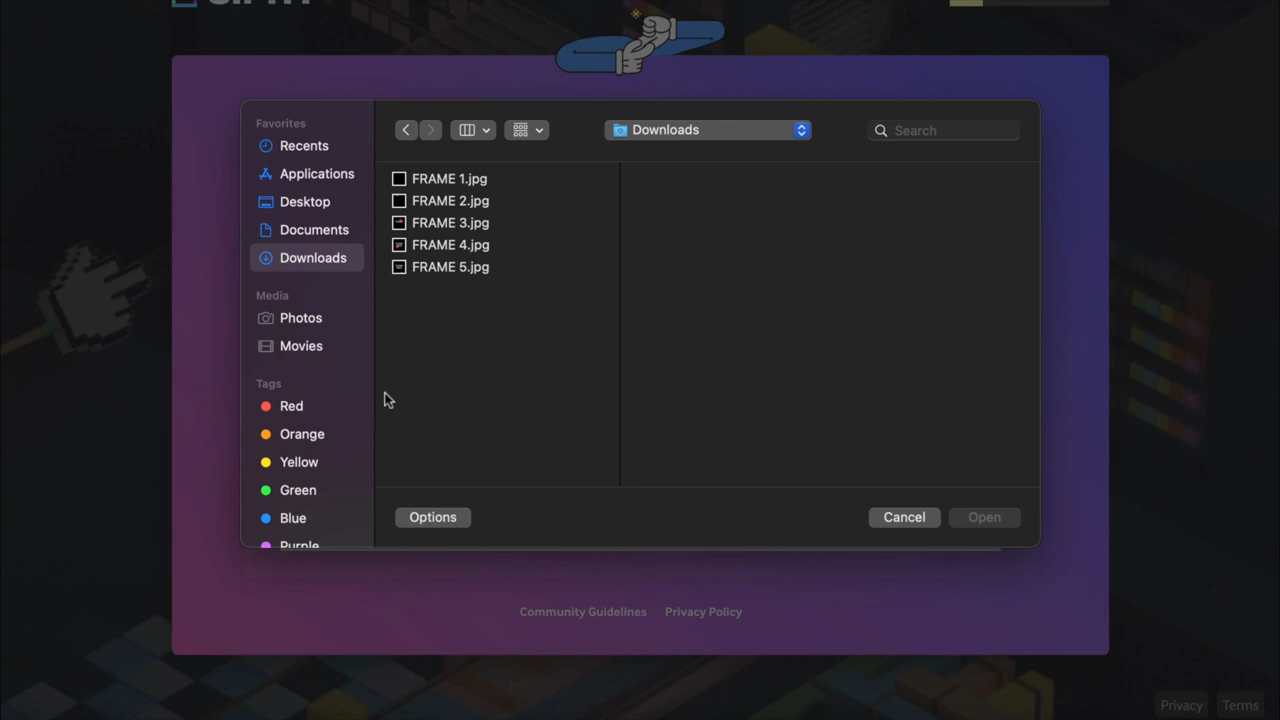 Favorites
Recents
Applications
Desktop
Documents
Downloads
Media
Photos
Movies
Tags
Red
Orange
Yellow
Green
Blue
Purple
Downloads
Search
FRAME 1.jpg
FRAME 2.jpg
FRAME 3.jpg
FRAME 4.jpg
FRAME 5.jpg
Options
Cancel
Open
Community Guidelines
Privacy Policy
Privacy
Terms